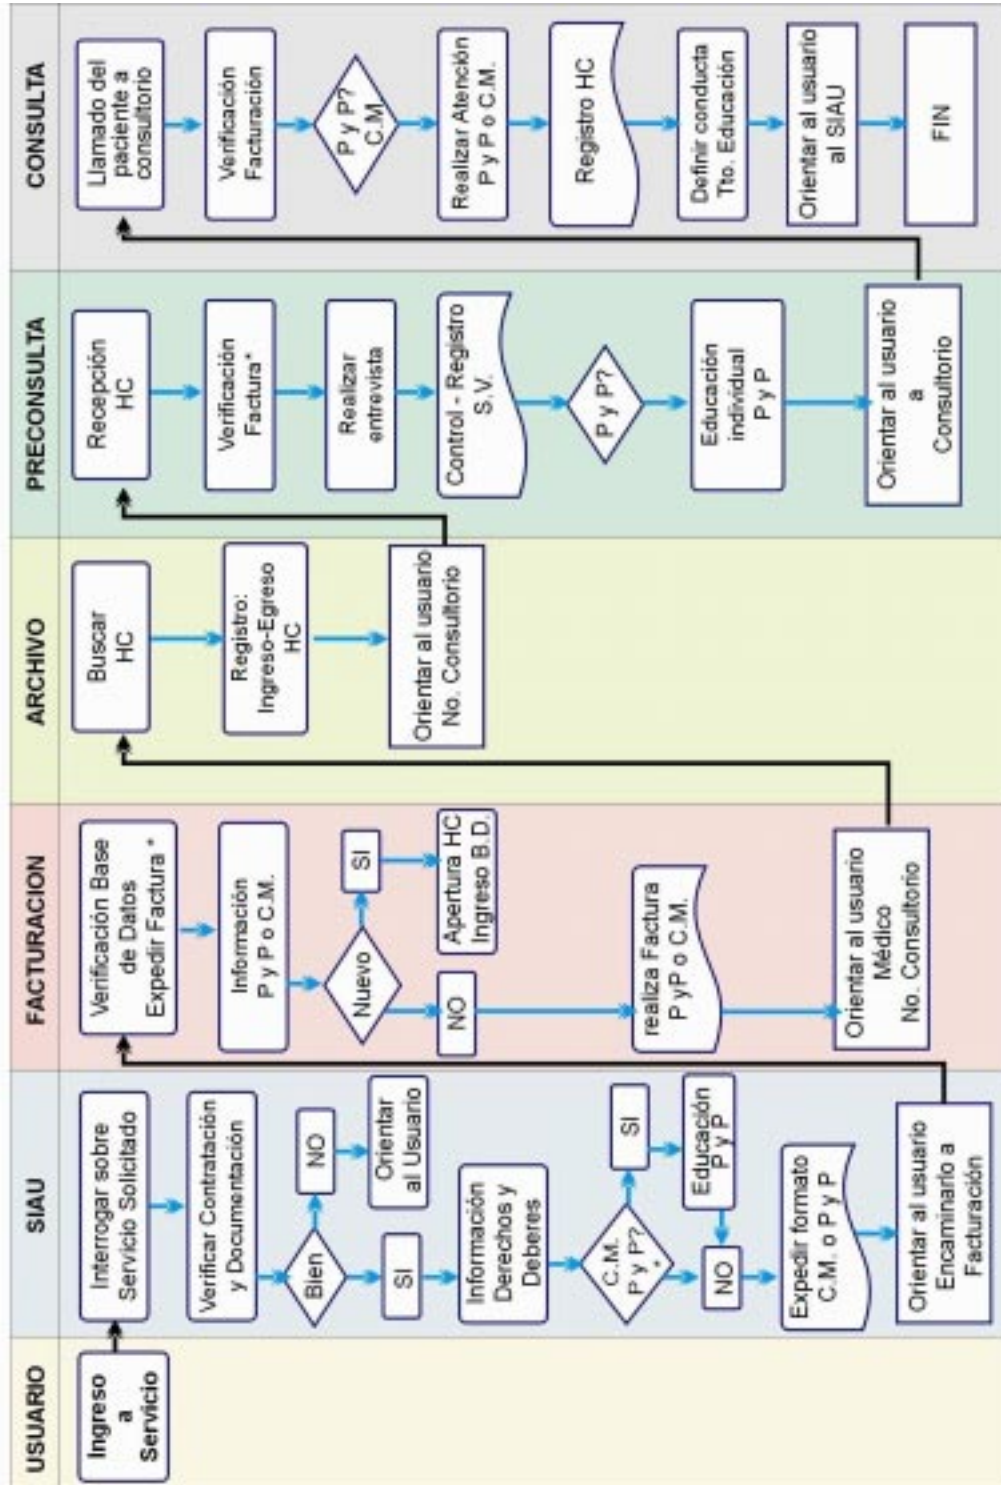 USUARIO
Ingreso
a
Servicio
SIAU
Interrogar sobre
Servicio Solicitado
Verificar Contratación
y Documentación
Bien
NO
Orientar
al Usuario
SI
Información
Derechos y
Deberes
C.M.
P y P?
*
SI
Educación
P y P
NO
Expedir formato
C.M. o P y P
Orientar al usuario
Encaminarlo a
Facturación
FACTURACION
Verificación Base
de Datos
Expedir Factura *
Información
P y P o C.M.
Nuevo
SI
Apertura HC
Ingreso B.D.
NO
realiza Factura
P yP o C.M.
Orientar al usuario
Médico
No. Consultorio
ARCHIVO
Buscar
HC
Registro:
Ingreso-Egreso
HC
Orientar al usuario
No. Consultorio
PRECONSULTA
Recepción
HC
Verificación
Factura*
Realizar
entrevista
Control - Registro
S.V.
P y P?
Educación
individual
P y P
Orientar al usuario
a
Consultorio
CONSULTA
Llamado del
paciente a
consultorio
Verificación
Facturación
P y P?
C.M.
Realizar Atención
P y P o C.M.
Registro HC
Definir conducta
Tto. Educación
Orientar al usuario
al SIAU
FIN